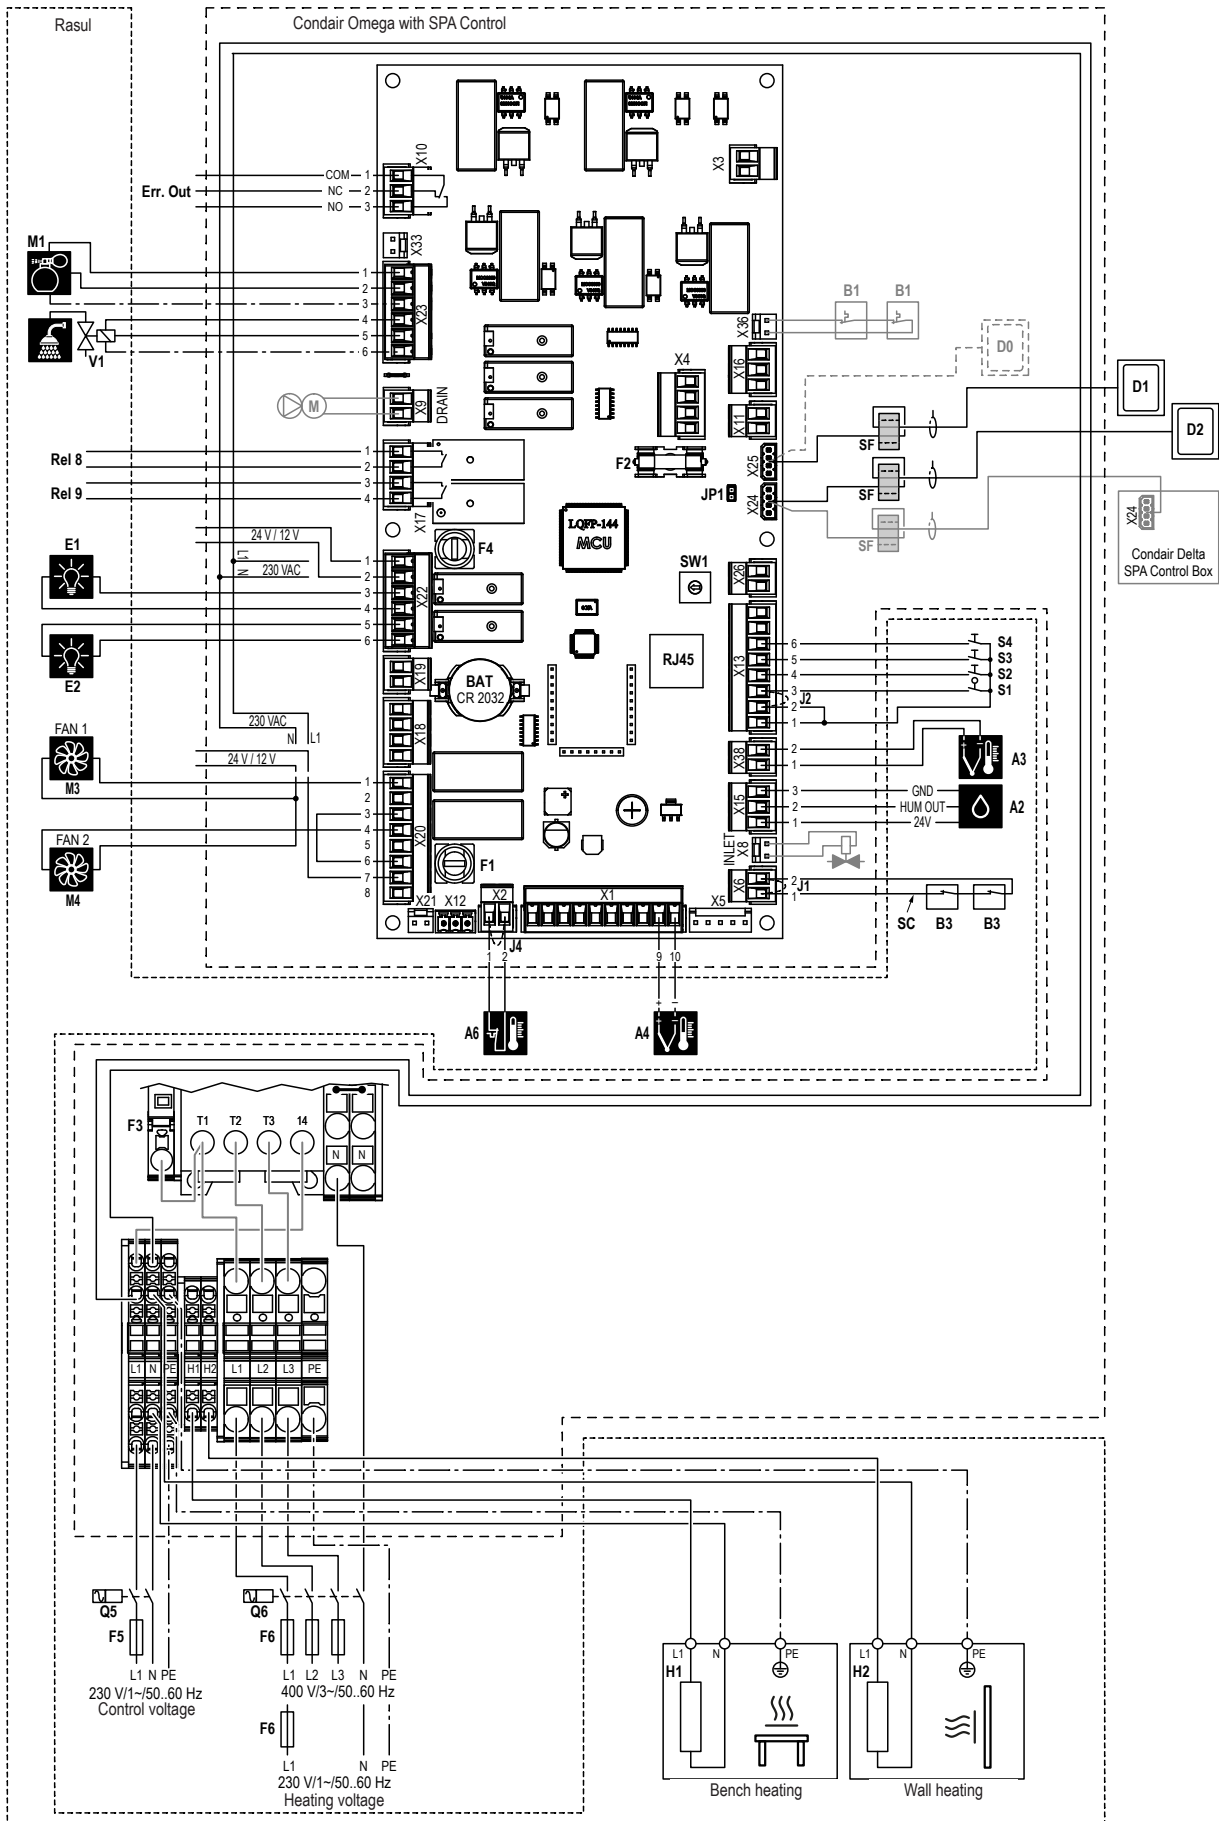 Rasul
Condair Omega with SPA Control
X10
COM 1
Err. Out
NC 2
NO 3
X3
X33
M1
1
2
3
X23
4
5
6
V1
B1 B1
X36
D0
X4
X16
X9
DRAIN
M
X11
D1
D2
SF
F2
X25
Rel 8
1
2
3
Rel 9
4
X17
JP1
X24
SF
SF
X24
Condair Delta
SPA Control Box
24 V / 12 V
F4
LQFP-144
MCU
L1
N
230 VAC
E1
1
2
3
X22
4
5
6
E2
SW1
X26
RJ45
X13
6
5
4
3
2
1
S4
S3
S2
S1
J2
X19
BAT
CR 2032
230 VAC
N L1
24 V / 12 V
X18
X38
2
1
A3
FAN 1
M3
1
2
3
X20
4
5
6
7
8
FAN 2
M4
X15
3 GND
2 HUM OUT
1 24V
A2
INLET
X8
F1
X6
2
1
J1
SC B3 B3
X21 X12 X2 X1 X5
J4
1 2
9 10
+ −
A6
A4
F3
T1 T2 T3 14
N N
L1 N PE H1 H2 L1 L2 L3 PE
Q5
Q6
F5
F6
L1 N PE
230 V/1~/50..60 Hz
Control voltage
L1 L2 L3 N PE
400 V/3~/50..60 Hz
F6
L1 N PE
230 V/1~/50..60 Hz
Heating voltage
L1 N PE
H1
Bench heating
L1 N PE
H2
Wall heating